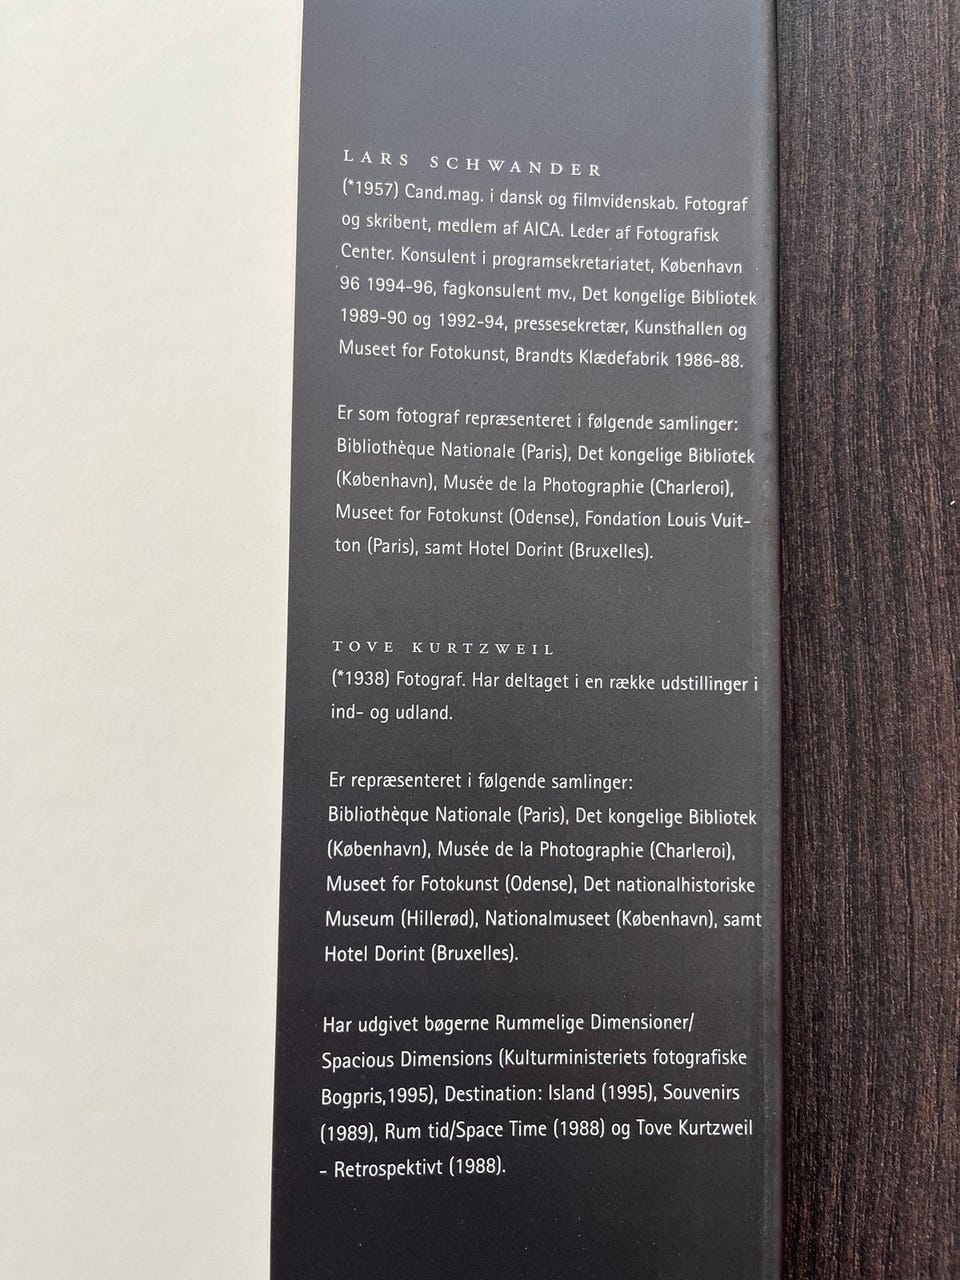 LARS SCHWANDER
(*1957) Cand.mag. i dansk og filmvidenskab. Fotograf
og skribent, medlem af AICA. Leder af Fotografisk
Center. Konsulent i programsekretariatet, København
96 1994-96, fagkonsulent mv., Det kongelige Bibliotek
1989-90 og 1992-94, pressesekretær, Kunsthallen og
Museet for Fotokunst, Brandts Klædefabrik 1986-88.
Er som fotograf repræsenteret i følgende samlinger:
Bibliothèque Nationale (Paris), Det kongelige Bibliotek
(København), Musée de la Photographie (Charleroi),
Museet for Fotokunst (Odense), Fondation Louis Vuit-
ton (Paris), samt Hotel Dorint (Bruxelles).
TOVE KURTZWEIL
(*1938) Fotograf. Har deltaget i en række udstillinger i
ind- og udland.
Er repræsenteret i følgende samlinger:
Bibliothèque Nationale (Paris), Det kongelige Bibliotek
(København), Musée de la Photographie (Charleroi),
Museet for Fotokunst (Odense), Det nationalhistoriske
Museum (Hillerød), Nationalmuseet (København), samt
Hotel Dorint (Bruxelles).
Har udgivet bøgerne Rummelige Dimensioner/
Spacious Dimensions (Kulturministeriets fotografiske
Bogpris,1995), Destination: Island (1995), Souvenirs
(1989), Rum tid/Space Time (1988) og Tove Kurtzweil
- Retrospektivt (1988).